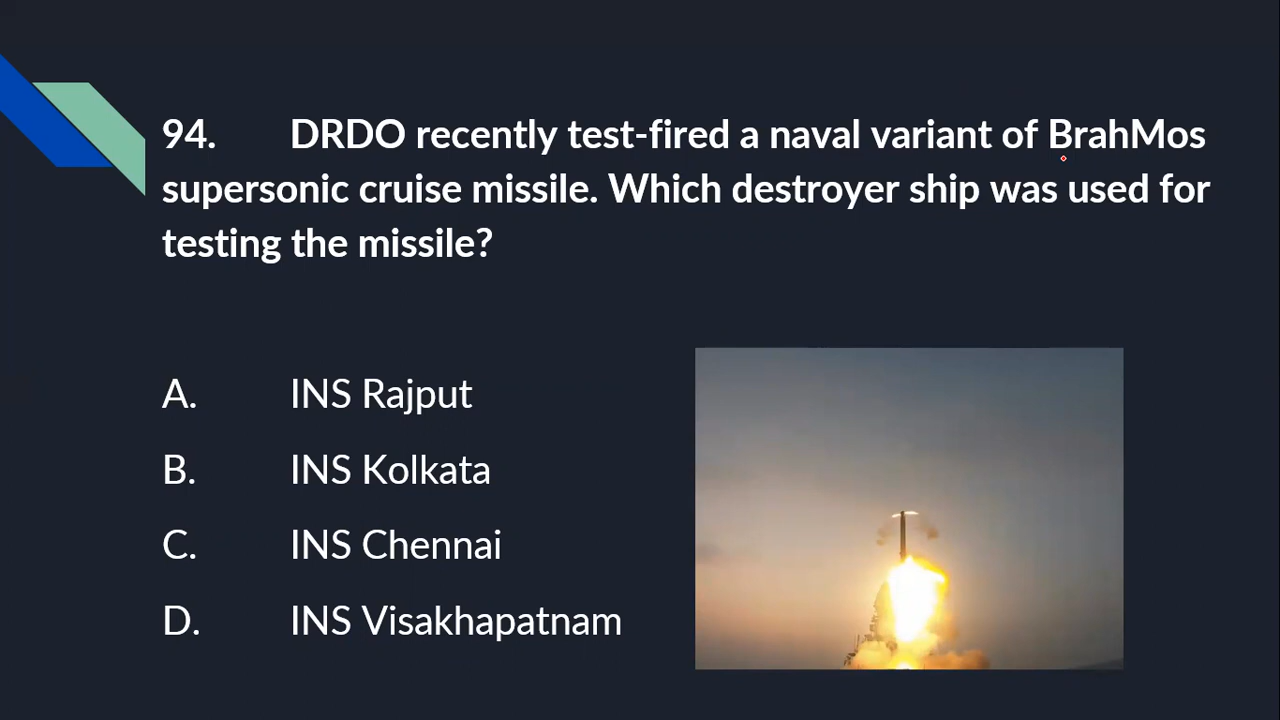 94. DRDO recently test-fired a naval variant of BrahMos
supersonic cruise missile. Which destroyer ship was used for
testing the missile?
A. INS Rajput
B. INS Kolkata
C. INS Chennai
D. INS Visakhapatnam